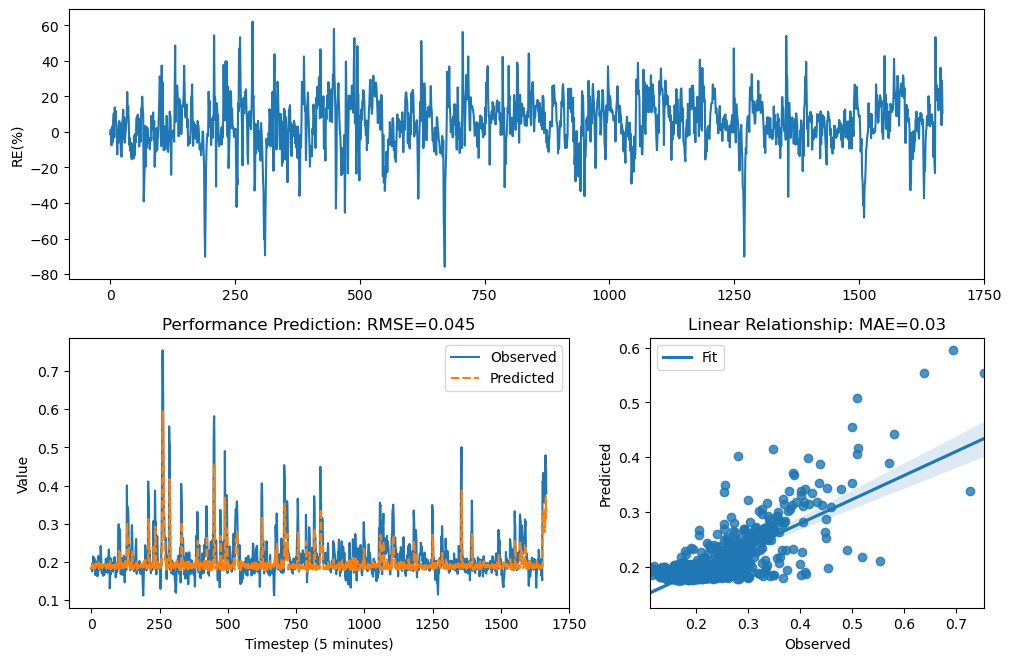 60
40
20
0
−20
−40
−60
−80
RE(%)
0 250 500 750 1000 1250 1500 1750
Performance Prediction: RMSE=0.045
0.7
0.6
0.5
0.4
0.3
0.2
0.1
Value
Observed
Predicted
0 250 500 750 1000 1250 1500 1750
Timestep (5 minutes)
Linear Relationship: MAE=0.03
0.6
0.5
0.4
0.3
0.2
Predicted
Fit
0.2 0.3 0.4 0.5 0.6 0.7
Observed